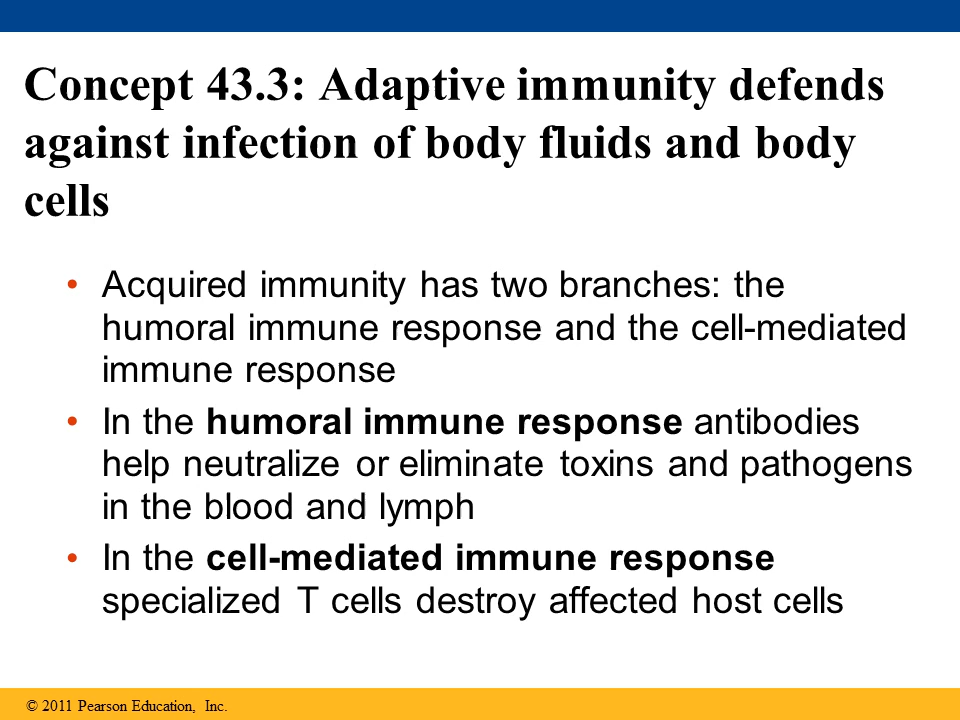 Concept 43.3: Adaptive immunity defends
against infection of body fluids and body
cells
• Acquired immunity has two branches: the
humoral immune response and the cell-mediated
immune response
• In the humoral immune response antibodies
help neutralize or eliminate toxins and pathogens
in the blood and lymph
• In the cell-mediated immune response
specialized T cells destroy affected host cells
© 2011 Pearson Education, Inc.